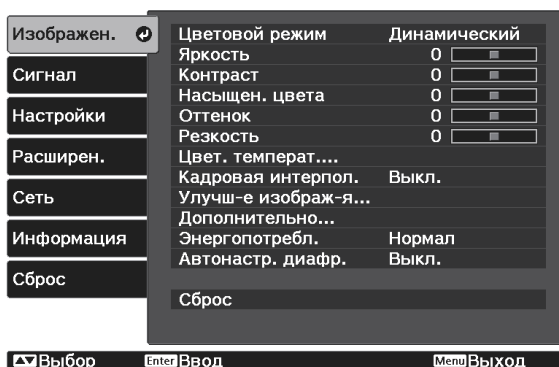 Изображен.
Сигнал
Настройки
Расширен.
Сеть
Информация
Сброс
Цветовой режим Динамический
Яркость 0
Контраст 0
Насыщен. цвета 0
Оттенок 0
Резкость 0
Цвет. температ....
Кадровая интерпол. Выкл.
Улучш-е изображ-я...
Дополнительно...
Энергопотребл. Нормал
Автонастр. диафр. Выкл.
Сброс
Выбор Enter Ввод Menu Выход